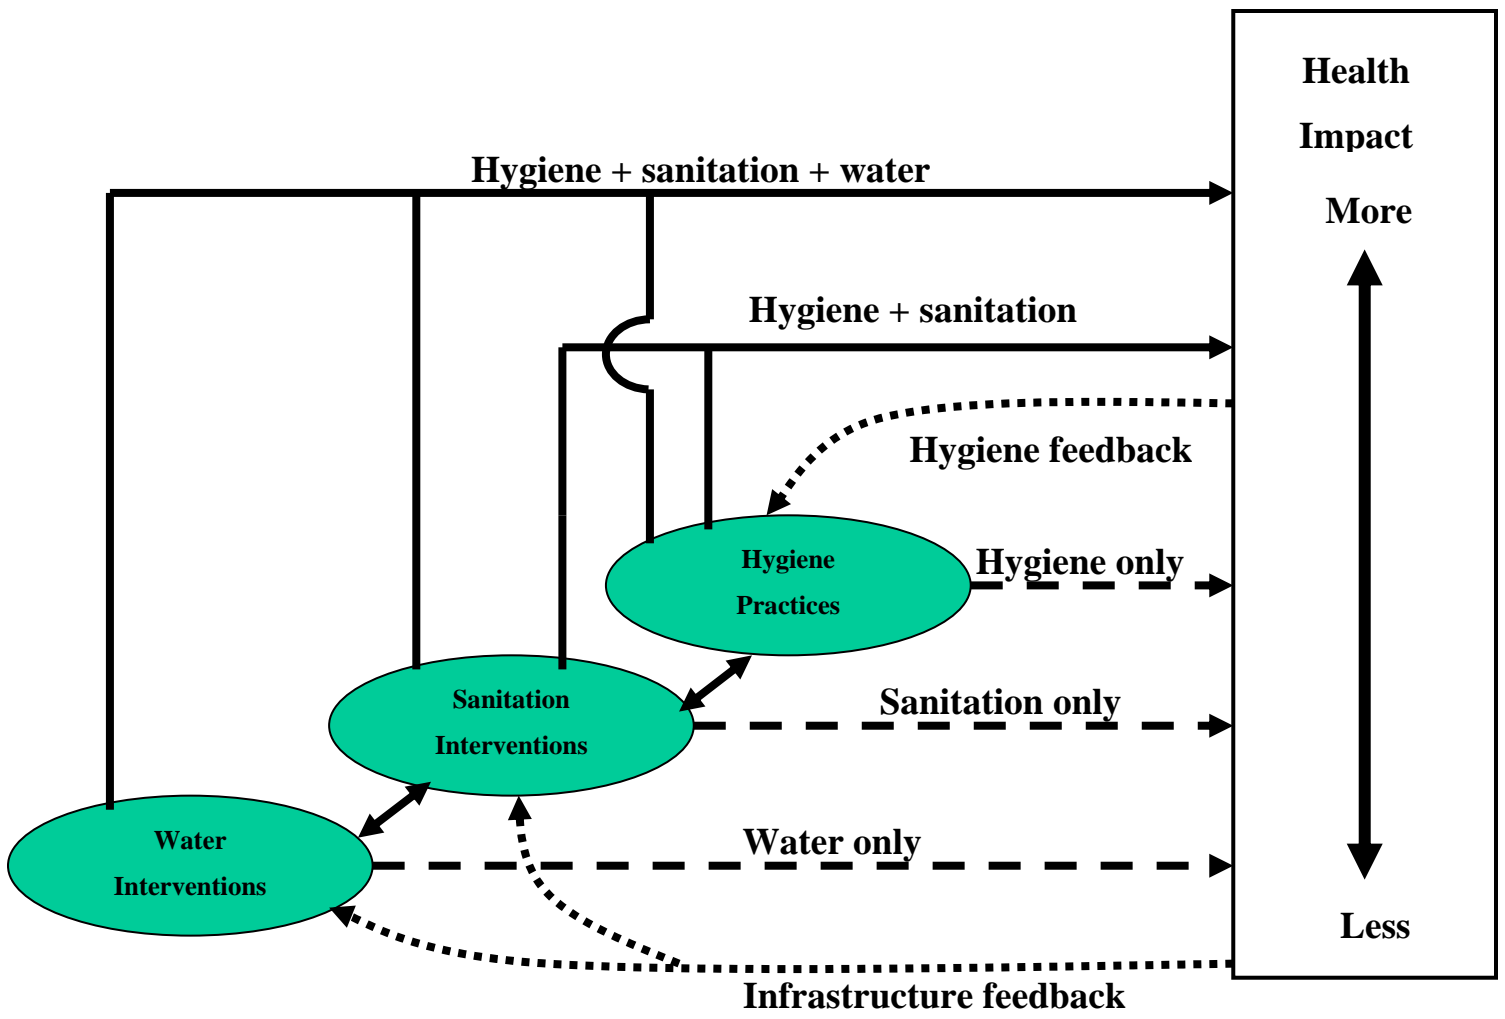 Health
Impact
Hygiene + sanitation + water
More
Hygiene + sanitation
Hygiene feedback
Hygiene
Practices
Hygiene only
Sanitation
Interventions
Sanitation only
Water
Interventions
Water only
Less
Infrastructure feedback